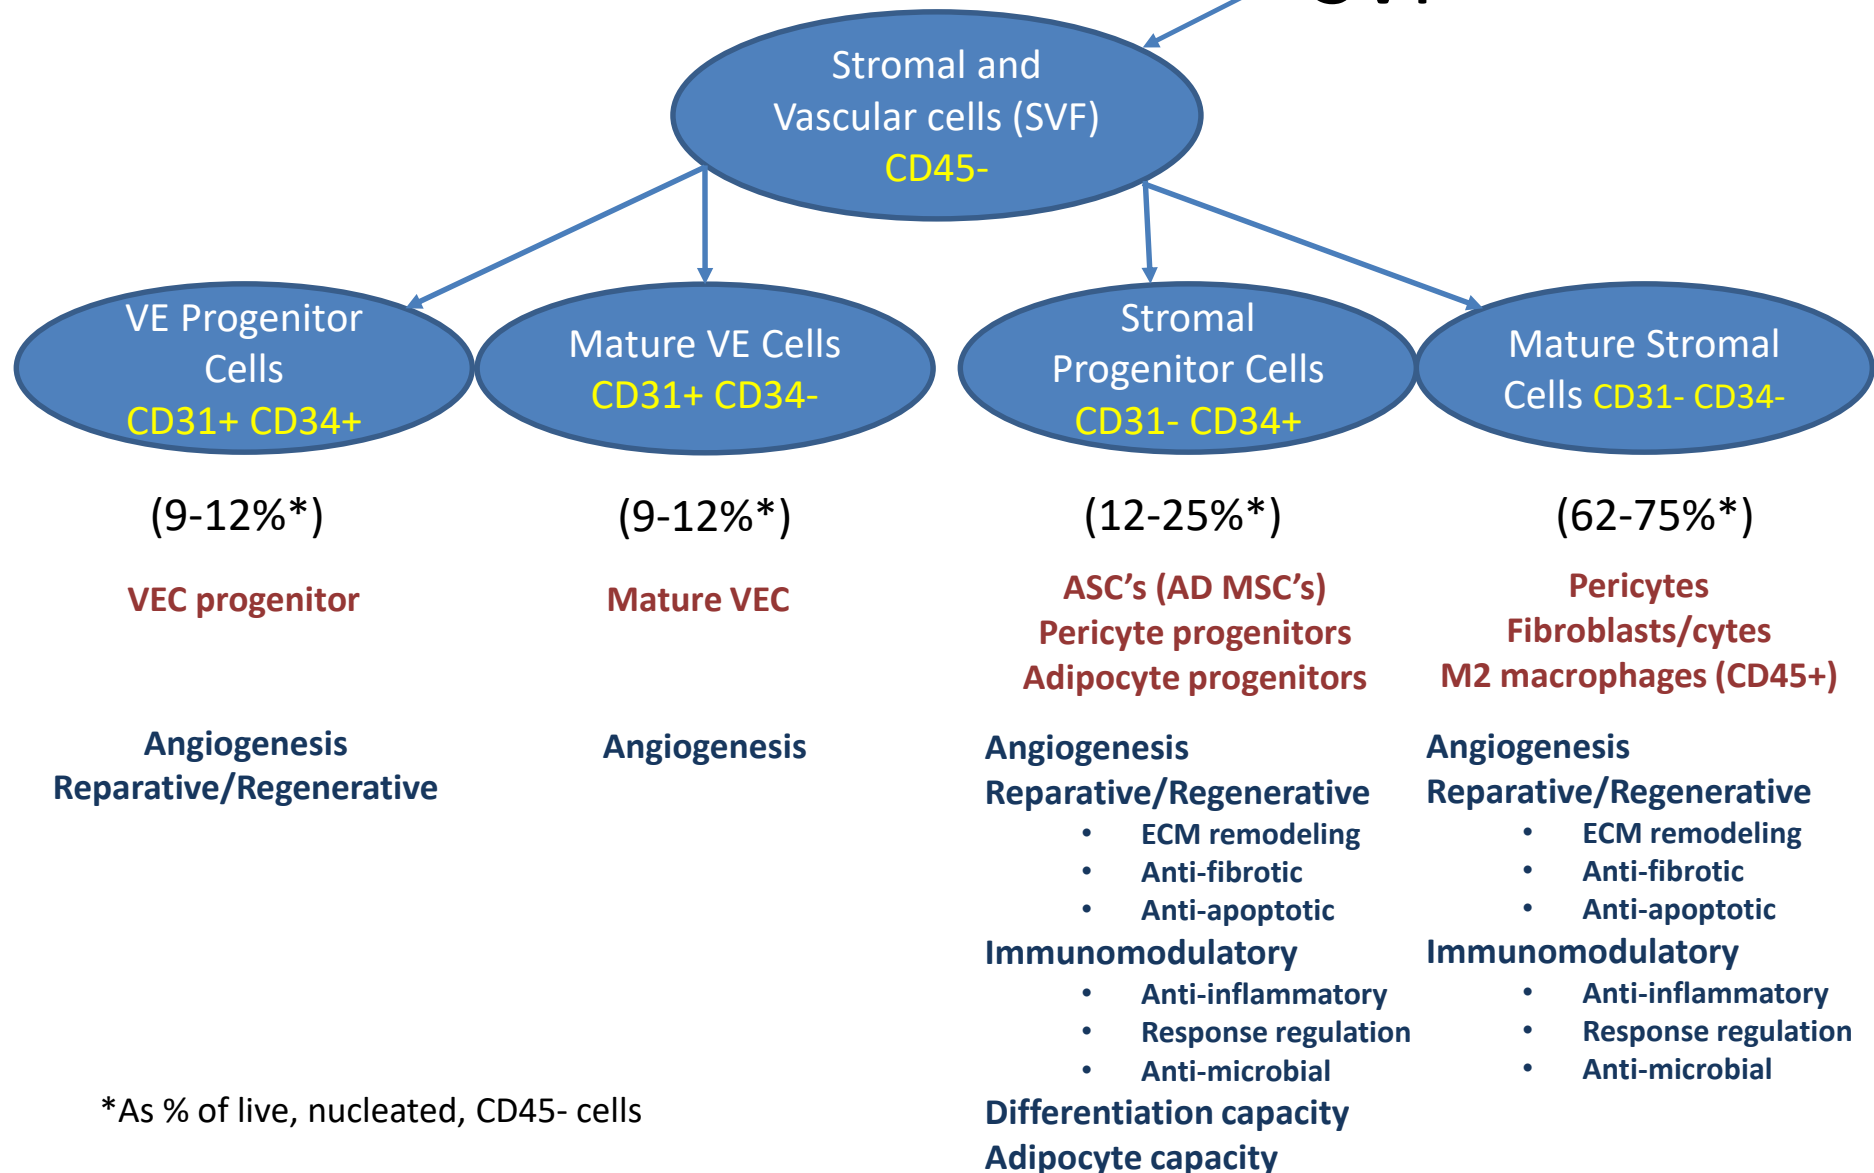 Stromal and
Vascular cells (SVF)
CD45-
VE Progenitor
Cells
CD31+ CD34+
Mature VE Cells
CD31+ CD34-
Stromal
Progenitor Cells
CD31- CD34+
Mature Stromal
Cells CD31- CD34-
(9-12%*)
(9-12%*)
(12-25%*)
(62-75%*)
VEC progenitor
Mature VEC
ASC’s (AD MSC’s)
Pericyte progenitors
Adipocyte progenitors
Pericytes
Fibroblasts/cytes
M2 macrophages (CD45+)
Angiogenesis
Reparative/Regenerative
Angiogenesis
Angiogenesis
Reparative/Regenerative
• ECM remodeling
• Anti-fibrotic
• Anti-apoptotic
Immunomodulatory
• Anti-inflammatory
• Response regulation
• Anti-microbial
Differentiation capacity
Adipocyte capacity
Angiogenesis
Reparative/Regenerative
• ECM remodeling
• Anti-fibrotic
• Anti-apoptotic
Immunomodulatory
• Anti-inflammatory
• Response regulation
• Anti-microbial
*As % of live, nucleated, CD45- cells